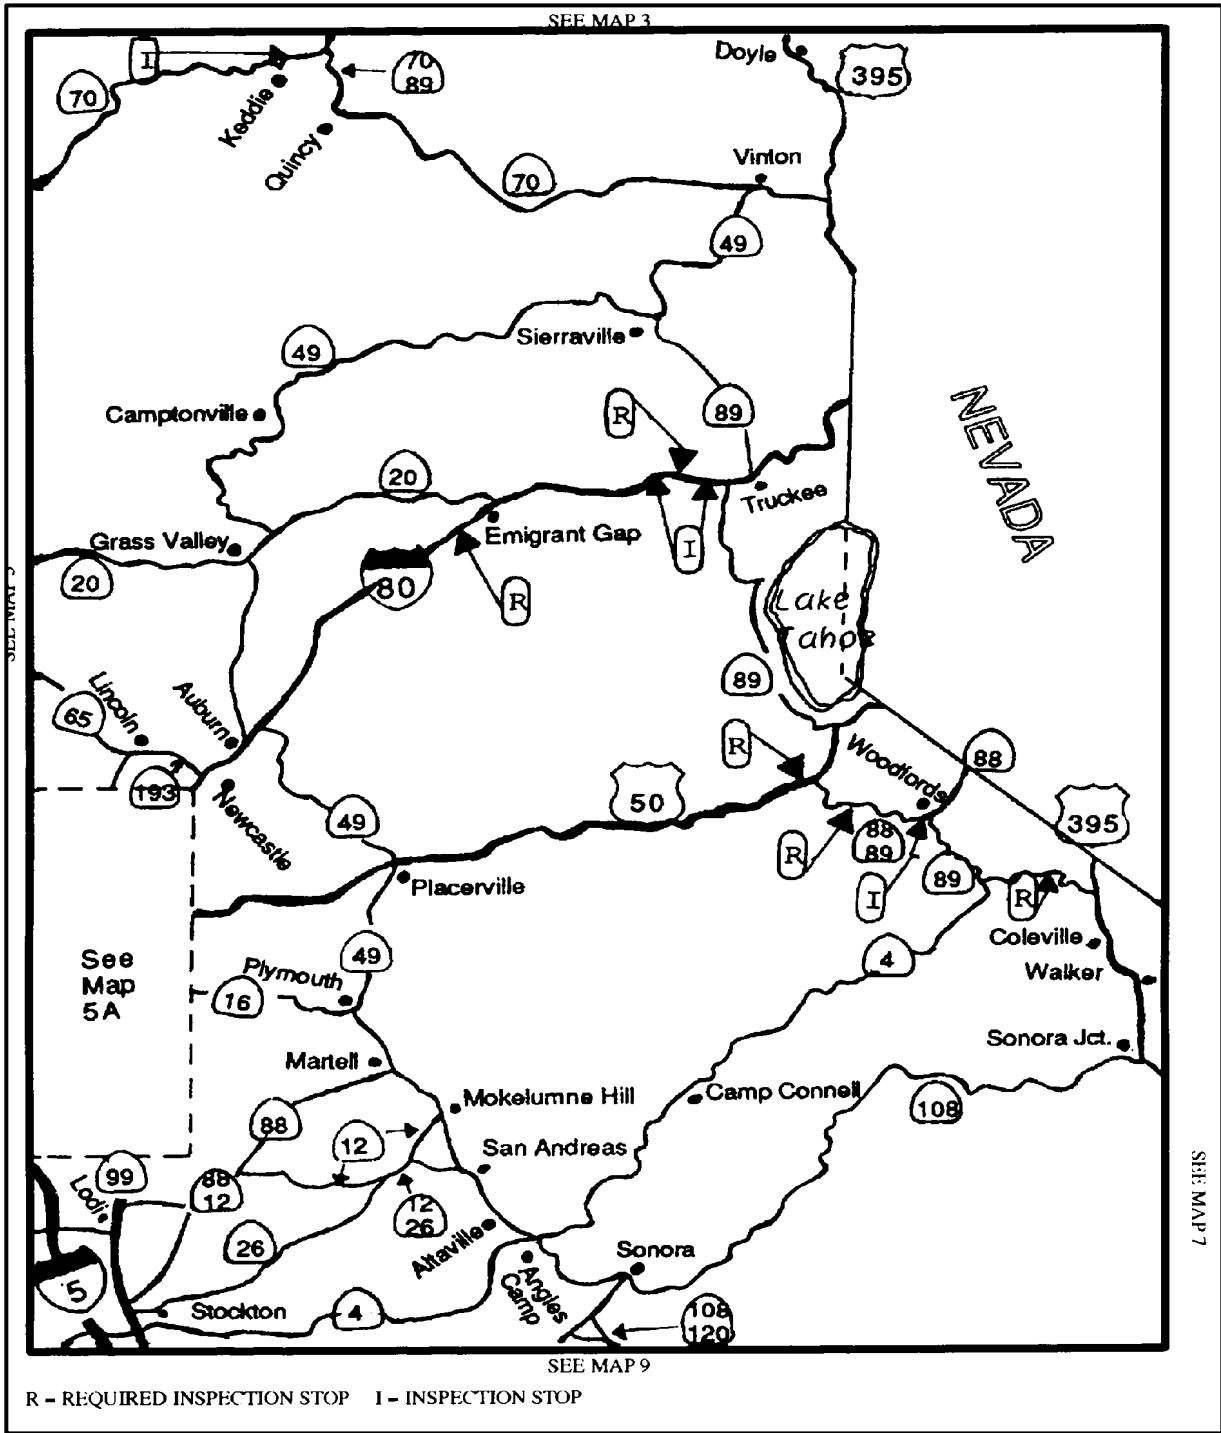 SEE MAP 3
I
70
89
Doyle
395
70
Keddie
Quincy
Vinton
70
49
Sierraville
49
Camptonville
R
89
NEVADA
20
Truckee
Emigrant Gap
I
Grass Valley
80
20
R
Lake
Tahoe
SEE MAP
89
Lincoln
Auburn
65
R
Woodfords
88
193
Newcastle
50
49
395
88
89
R
Placerville
89
I
R
Coleville
49
4
Walker
See
Map
5A
Plymouth
16
Sonora Jct.
Martell
Mokelumne Hill
Camp Connell
108
88
12
San Andreas
99
Lodi
88
12
12
26
SEE MAP 7
26
Altaville
Sonora
5
Angles
Camp
Stockton
4
108
120
SEE MAP 9
R - REQUIRED INSPECTION STOP I - INSPECTION STOP